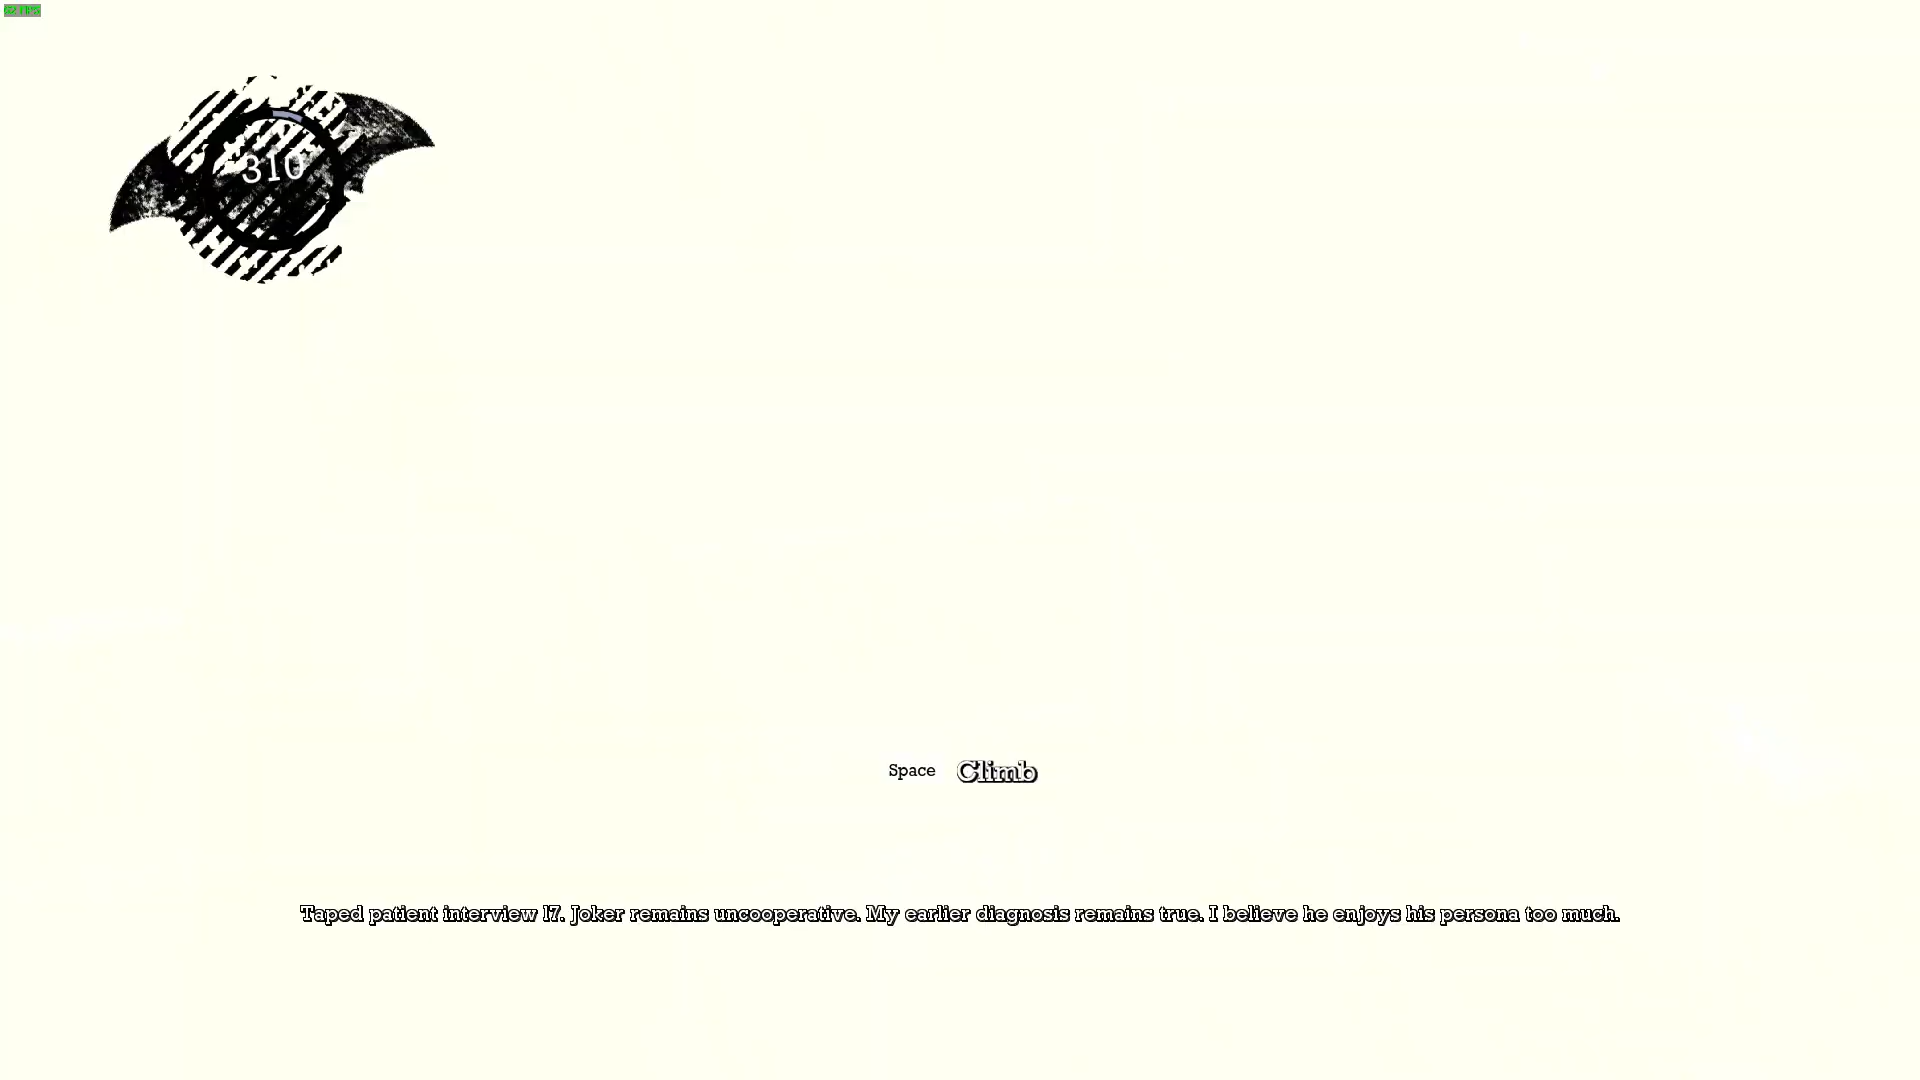 310
Space Climb
Taped patient interview 17. Joker remains uncooperative. My earlier diagnosis remains true. I believe he enjoys his persona too much.